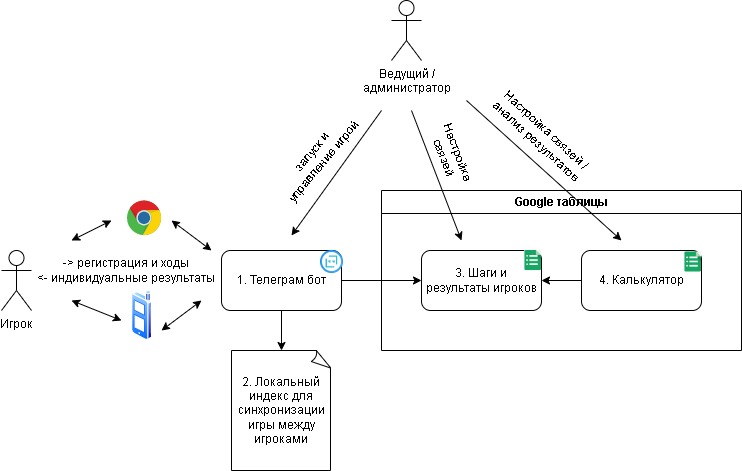 Ведущий /
администратор
запуск и
управление игрой
Настройка
связей
Настройка связей /
анализ результатов
Google таблицы
-> регистрация и ходы
<- индивидуальные результаты
Игрок
1. Телеграм бот
3. Шаги и
результаты игроков
4. Калькулятор
2. Локальный
индекс для
синхронизации
игры между
игроками